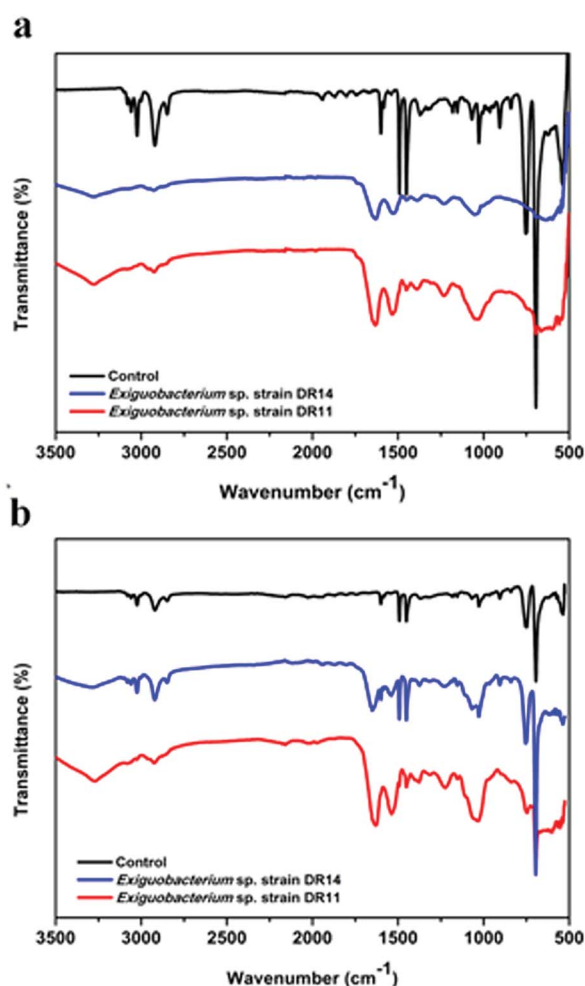 a
Transmittance (%)
Control
Exiguobacterium sp. strain DR14
Exiguobacterium sp. strain DR11
3500 3000 2500 2000 1500 1000 500
Wavenumber (cm-1)
b
Transmittance (%)
Control
Exiguobacterium sp. strain DR14
Exiguobacterium sp. strain DR11
3500 3000 2500 2000 1500 1000 500
Wavenumber (cm-1)